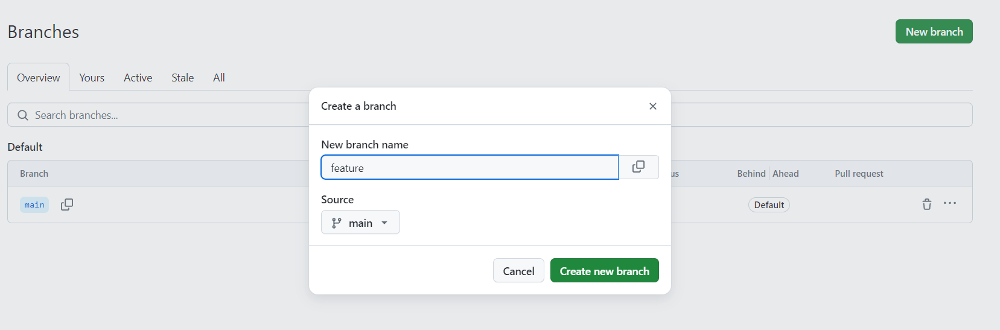 Branches
New branch
Overview Yours Active Stale All
Search branches...
Default
Branch us Behind Ahead Pull request
main Default
Create a branch
New branch name
feature
Source
main
Cancel Create new branch